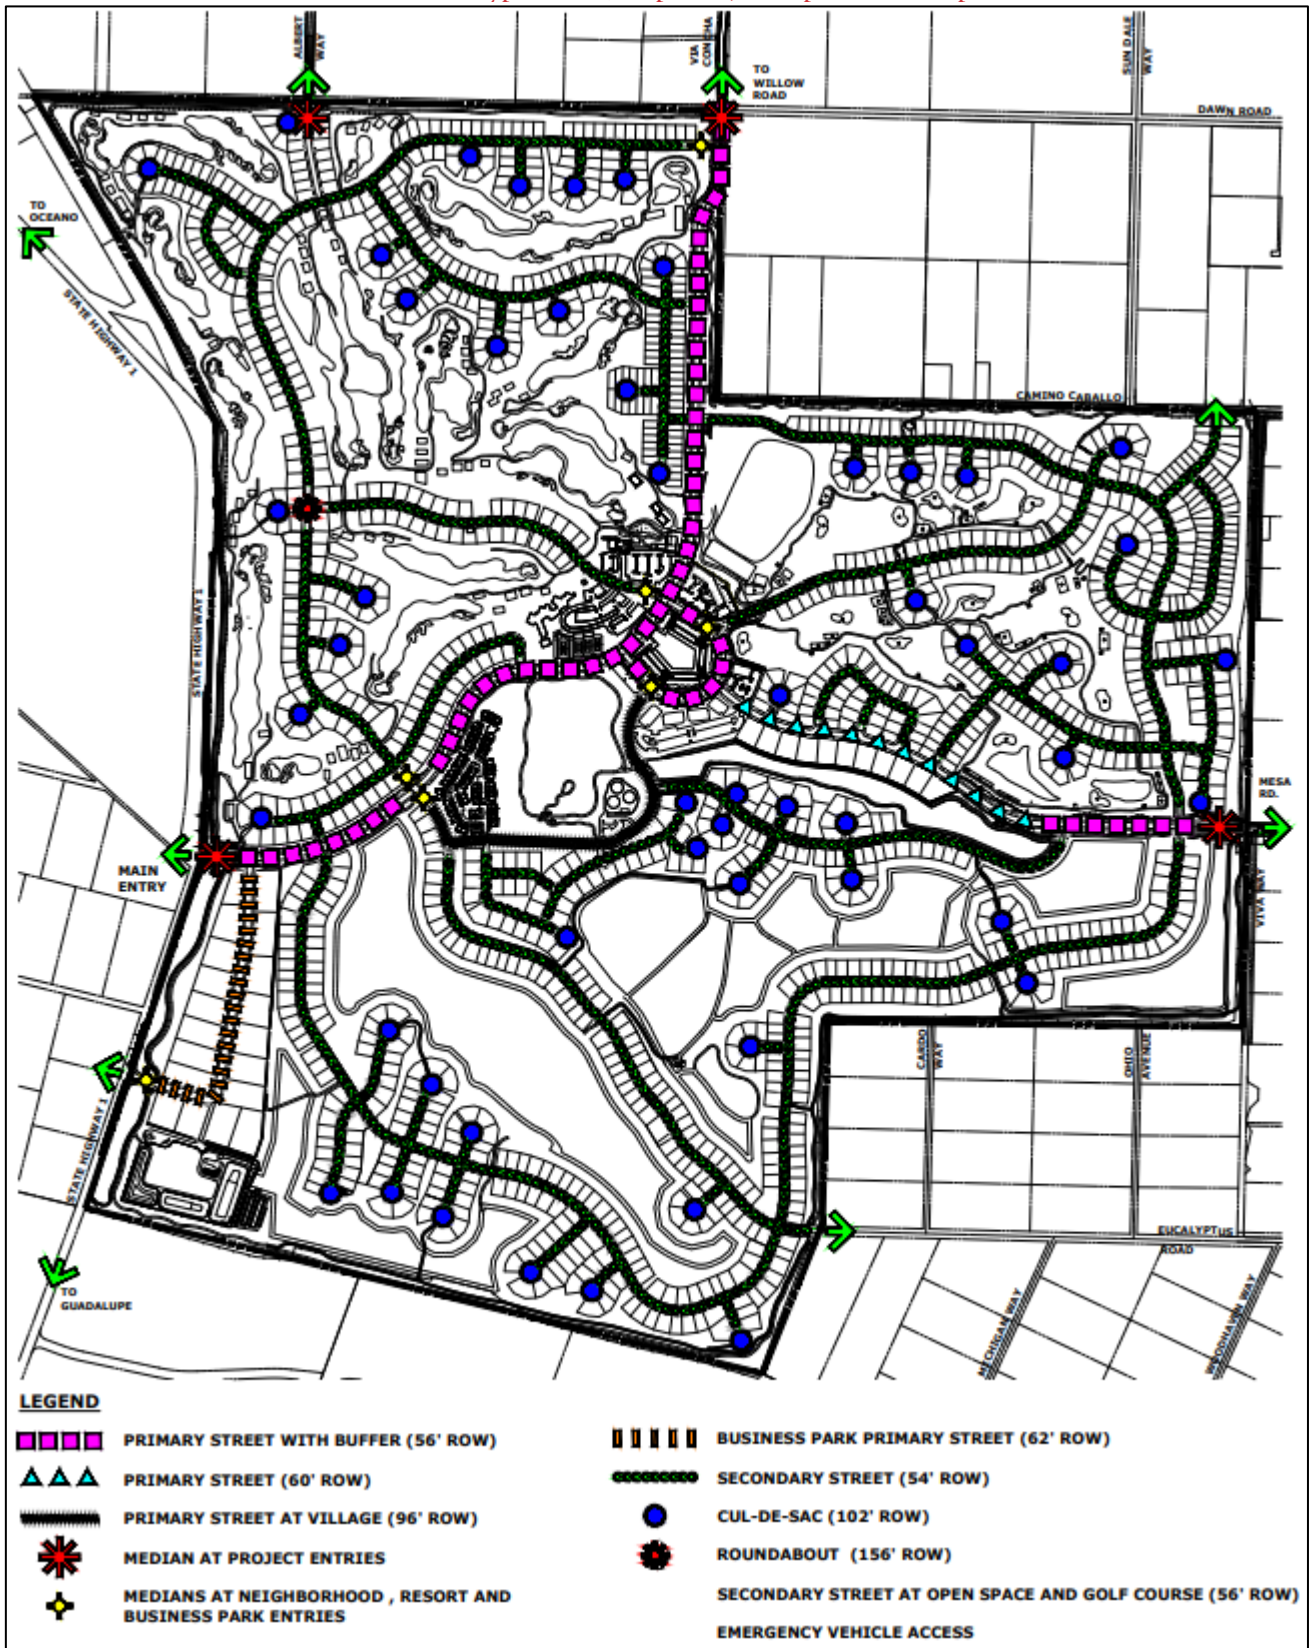 ALBERT
WAY
VIA
CONCHA
SUN DALE
WAY
TO
WILLOW
ROAD
DAWN ROAD
TO
OCEANO
STATE HIGHWAY 1
CAMINO CABALLO
STATE HIGHWAY 1
MESA
RD.
MAIN
ENTRY
VIVA WAY
CARDO
WAY
OHIO
AVENUE
STATE HIGHWAY 1
EUCALYPTUS
ROAD
TO
GUADALUPE
MICHIGAN WAY
WOODHAVEN WAY
LEGEND
PRIMARY STREET WITH BUFFER (56' ROW)
PRIMARY STREET (60' ROW)
PRIMARY STREET AT VILLAGE (96' ROW)
MEDIAN AT PROJECT ENTRIES
MEDIANS AT NEIGHBORHOOD , RESORT AND
BUSINESS PARK ENTRIES
BUSINESS PARK PRIMARY STREET (62' ROW)
SECONDARY STREET (54' ROW)
CUL-DE-SAC (102' ROW)
ROUNDABOUT (156' ROW)
SECONDARY STREET AT OPEN SPACE AND GOLF COURSE (56' ROW)
EMERGENCY VEHICLE ACCESS